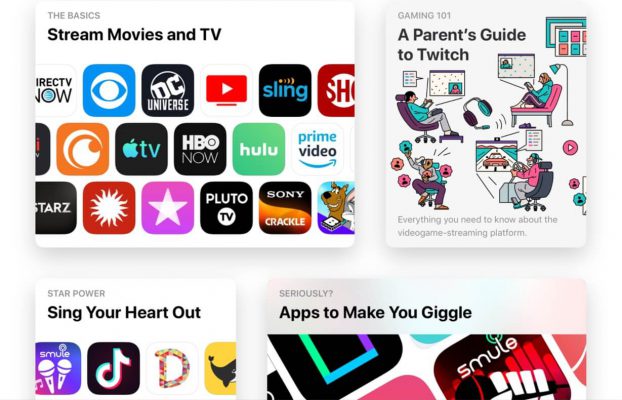 THE BASICS
Stream Movies and TV
DIRECTV
NOW
DC
UNIVERSE
sling
SHO
tv
HBO
NOW
hulu
prime
video
STARZ
PLUTO
TV
SONY
CRACKLE
GAMING 101
A Parent's Guide
to Twitch
Everything you need to know about the
videogame-streaming platform.
STAR POWER
Sing Your Heart Out
smule
SERIOUSLY?
Apps to Make You Giggle
smule